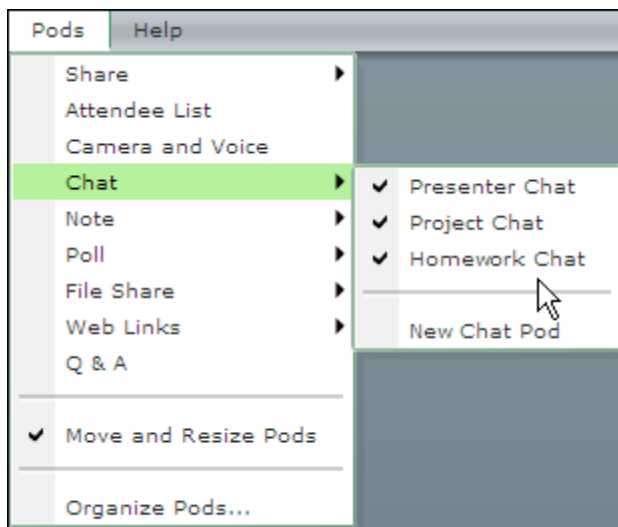 Pods Help
Share
Attendee List
Camera and Voice
Chat
Note
Poll
File Share
Web Links
Q & A
Move and Resize Pods
Organize Pods...
Presenter Chat
Project Chat
Homework Chat
New Chat Pod